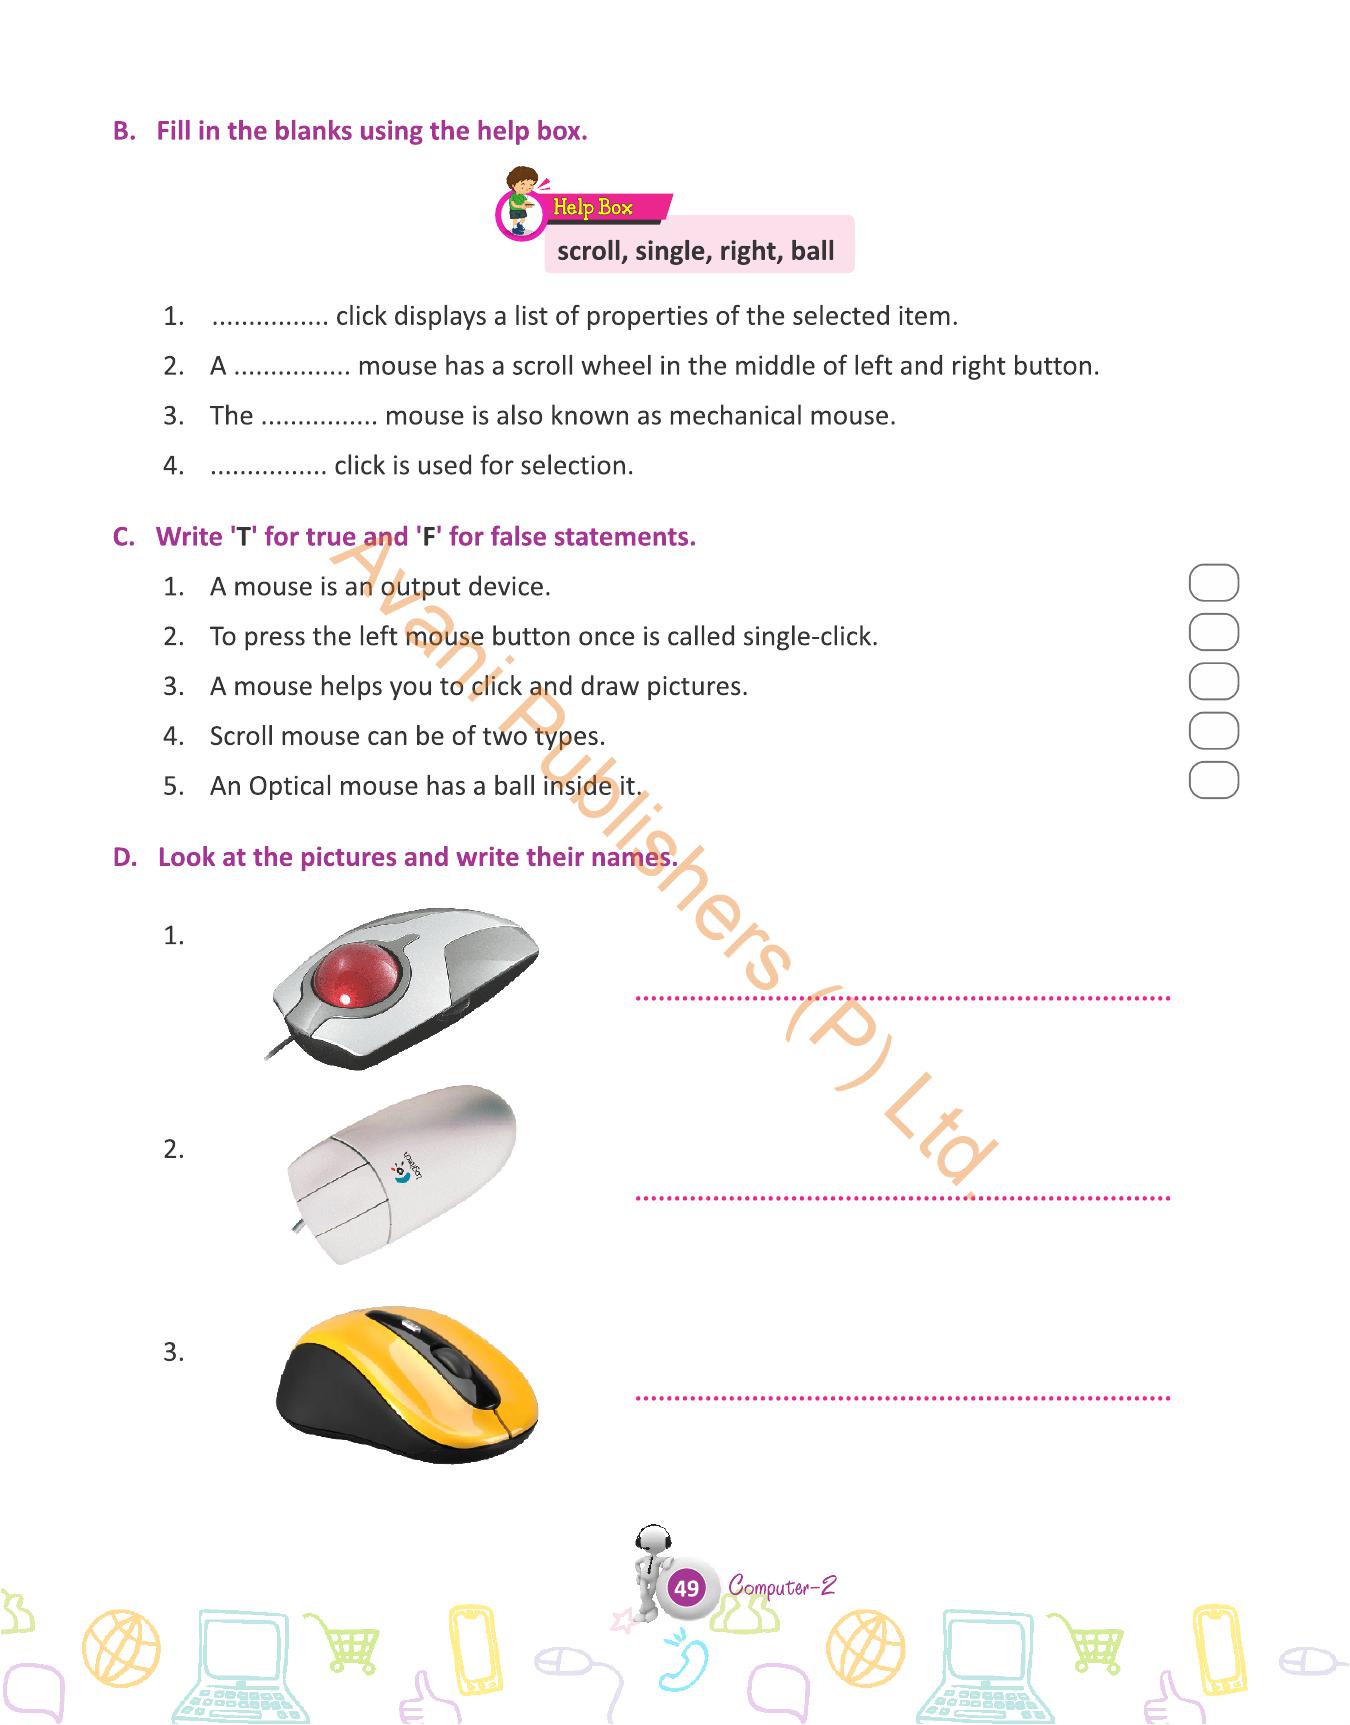 B. Fill in the blanks using the help box.
Help Box
scroll, single, right, ball
1. ................ click displays a list of properties of the selected item.
2. A ................ mouse has a scroll wheel in the middle of left and right button.
3. The ................ mouse is also known as mechanical mouse.
4. ................ click is used for selection.
C. Write 'T' for true and 'F' for false statements.
1. A mouse is an output device.
2. To press the left mouse button once is called single-click.
3. A mouse helps you to click and draw pictures.
4. Scroll mouse can be of two types.
5. An Optical mouse has a ball inside it.
Avani Publishers (P) Ltd.
D. Look at the pictures and write their names.
1.
2.
Logitech
3.
49 Computer-2